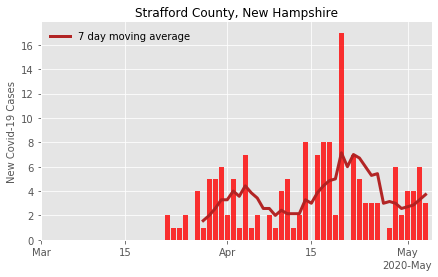 Strafford County, New Hampshire
7 day moving average
New Covid-19 Cases
16
14
12
10
8
6
4
2
0
Mar
15
Apr
15
May
2020-May